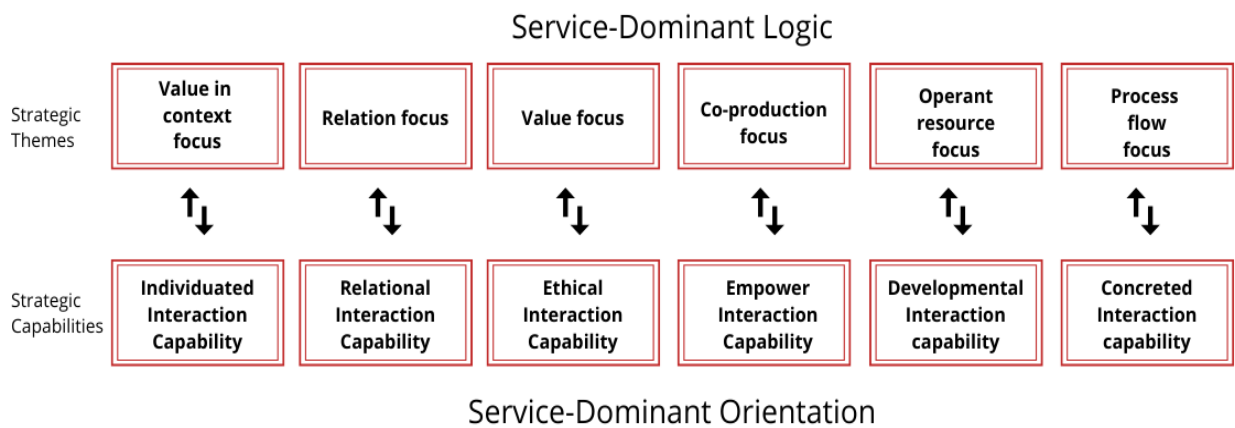 Service-Dominant Logic
Strategic
Themes
Value in
context
focus
Relation focus
Value focus
Co-production
focus
Operant
resource
focus
Process
flow
focus
Strategic
Capabilities
Individuated
Interaction
Capability
Relational
Interaction
Capability
Ethical
Interaction
Capability
Empower
Interaction
Capability
Developmental
Interaction
capability
Concreted
Interaction
capability
Service-Dominant Orientation